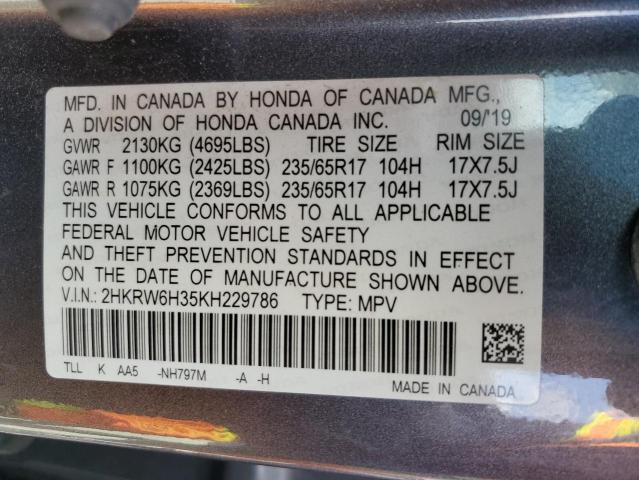 MFD. IN CANADA BY HONDA OF CANADA MFG.,
A DIVISION OF HONDA CANADA INC. 09/'19
GVWR 2130KG (4695LBS) TIRE SIZE RIM SIZE
GAWR F 1100KG (2425LBS) 235/65R17 104H 17X7.5J
GAWR R 1075KG (2369LBS) 235/65R17 104H 17X7.5J
THIS VEHICLE CONFORMS TO ALL APPLICABLE
FEDERAL MOTOR VEHICLE SAFETY
AND THEFT PREVENTION STANDARDS IN EFFECT
ON THE DATE OF MANUFACTURE SHOWN ABOVE.
V.I.N.: 2HKRW6H35KH229786 TYPE: MPV
TLL K AA5 -NH797M -A -H
MADE IN CANADA